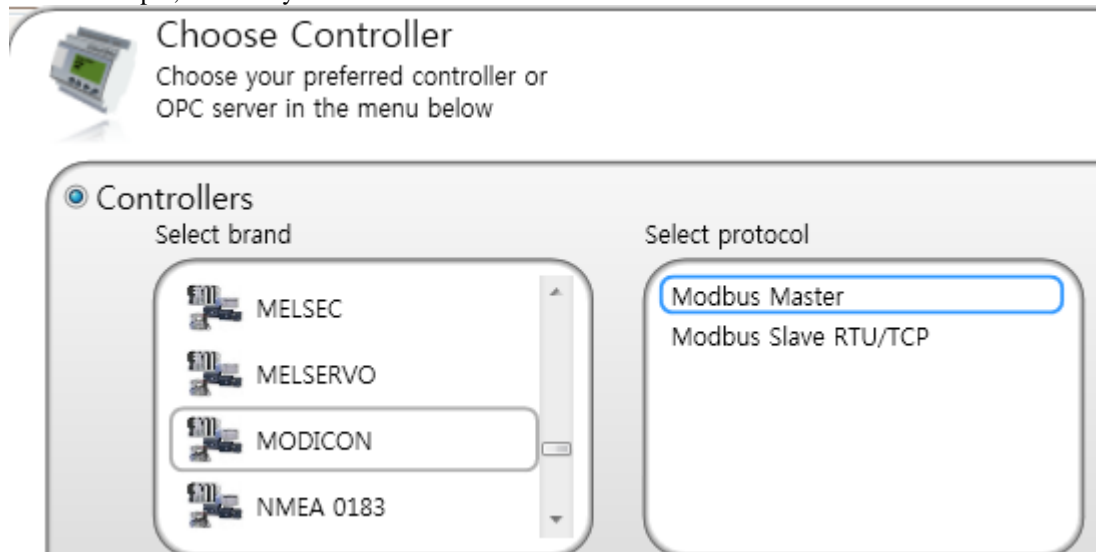 Choose Controller
Choose your preferred controller or
OPC server in the menu below
Controllers
Select brand
MELSEC
MELSERVO
MODICON
NMEA 0183
Select protocol
Modbus Master
Modbus Slave RTU/TCP